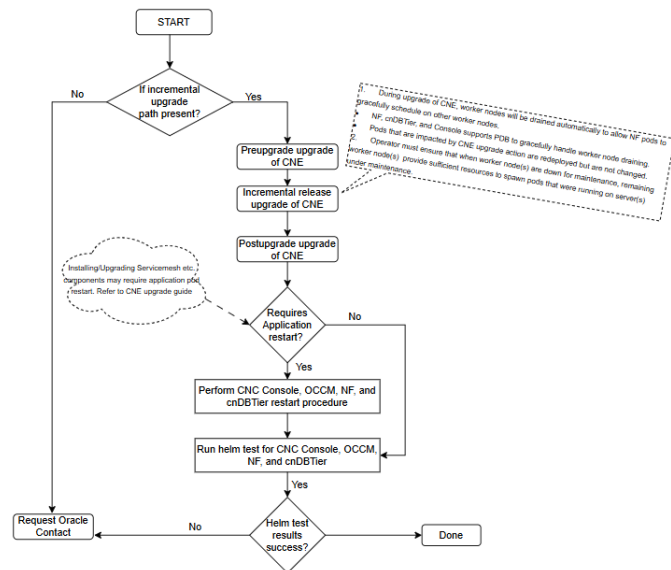 START
If incremental
upgrade
path present?
No
Yes
1. During upgrade of CNE, worker nodes will be drained automatically to allow NF pods to
gracefully schedule on other worker nodes.
• NF, cnDBTier, and Console supports PDB to gracefully handle worker node draining.
• Pods that are impacted by CNE upgrade action are redeployed but are not changed.
2. Operator must ensure that when worker node(s) are down for maintenance, remaining
worker node(s) provide sufficient resources to spawn pods that were running on server(s)
under maintenance.
Preupgrade upgrade
of CNE
Incremental release
upgrade of CNE
Postupgrade upgrade
of CNE
Installing/Upgrading Servicemesh etc.
components may require application pod
restart. Refer to CNE upgrade guide
Requires
Application
restart?
No
Yes
Perform CNC Console, OCCM, NF, and
cnDBTier restart procedure
Run helm test for CNC Console, OCCM,
NF, and cnDBTier
Yes
Request Oracle
Contact
No
Helm test
results
success?
Done